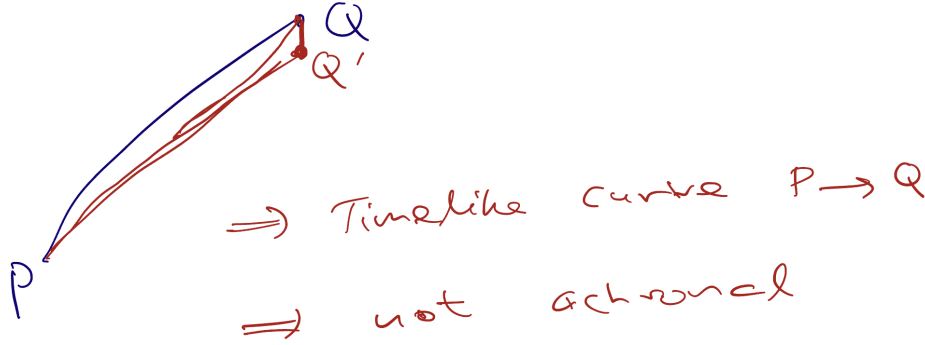 Q
Q'
⇒ Timelike curve P → Q
P
⇒ not achronal